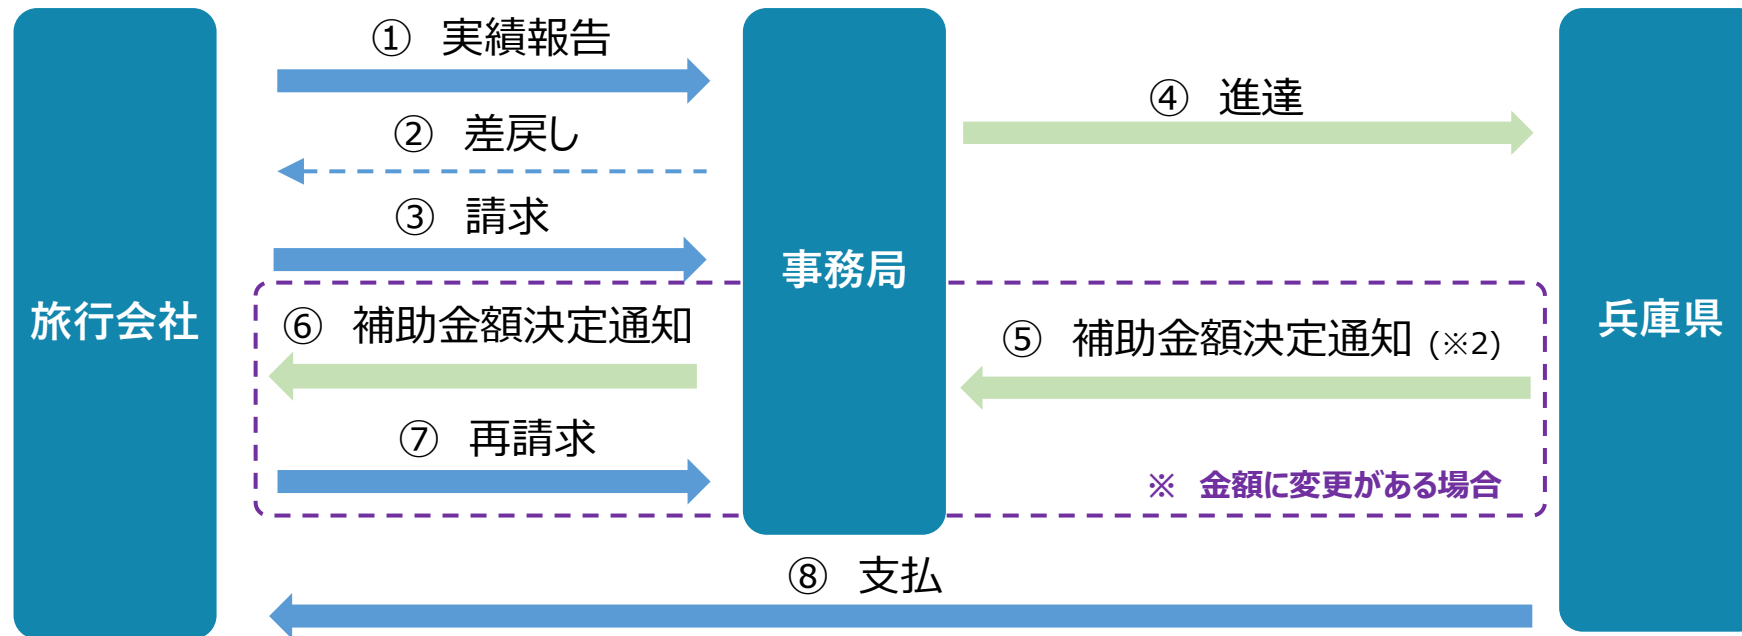 ① 実績報告
② 差戻し
③ 請求
④ 進達
旅行会社
事務局
兵庫県
⑥ 補助金額決定通知
⑤ 補助金額決定通知 (※2)
⑦ 再請求
※ 金額に変更がある場合
⑧ 支払